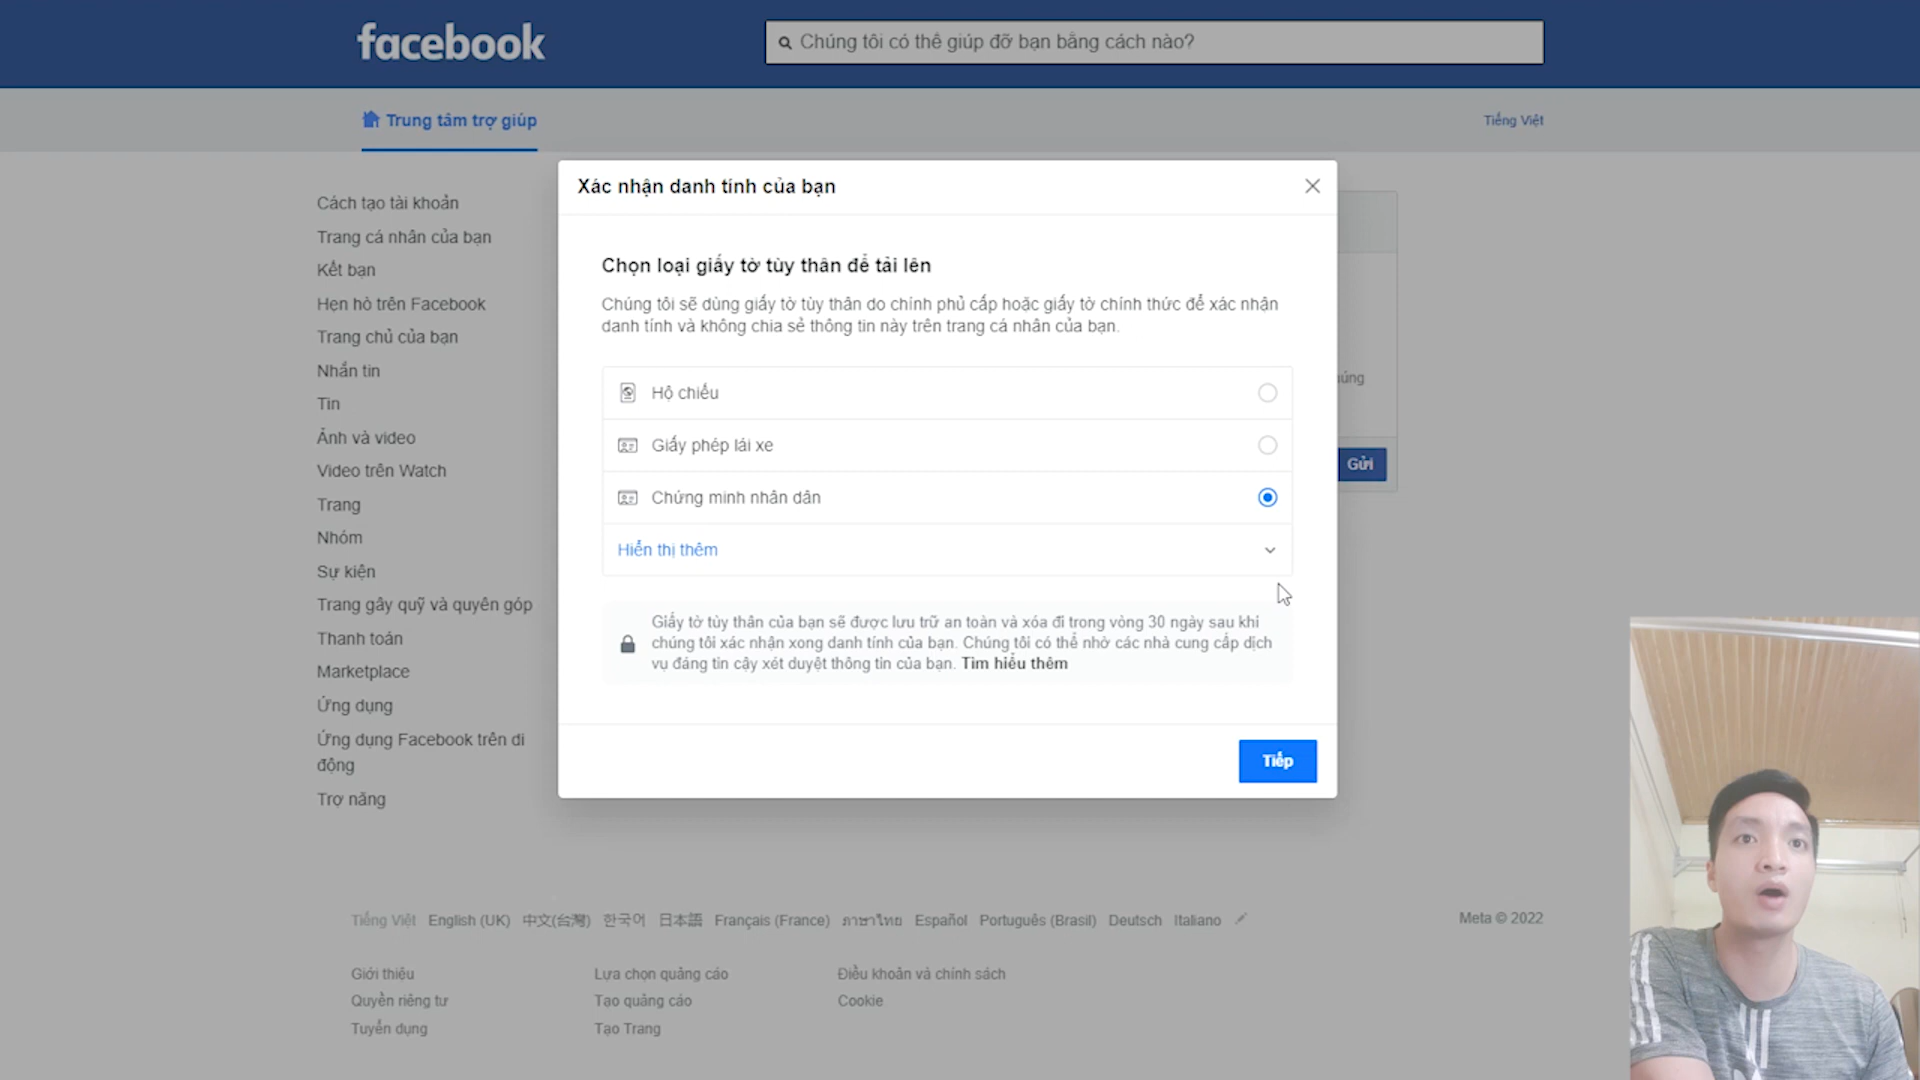 facebook
Chúng tôi có thể giúp đỡ bạn bằng cách nào?
Trung tâm trợ giúp
Tiếng Việt
Xác nhận danh tính của bạn
Cách tạo tài khoản
Trang cá nhân của bạn
Kết bạn
Hẹn hò trên Facebook
Trang chủ của bạn
Nhắn tin
Tin
Ảnh và video
Video trên Watch
Trang
Nhóm
Sự kiện
Trang gây quỹ và quyên góp
Thanh toán
Marketplace
Ứng dụng
Ứng dụng Facebook trên di
động
Trợ năng
Chọn loại giấy tờ tùy thân để tải lên
Chúng tôi sẽ dùng giấy tờ tùy thân do chính phủ cấp hoặc giấy tờ chính thức để xác nhận
danh tính và không chia sẻ thông tin này trên trang cá nhân của bạn.
Hộ chiếu
Giấy phép lái xe
Chứng minh nhân dân
Hiển thị thêm
Giấy tờ tùy thân của bạn sẽ được lưu trữ an toàn và xóa đi trong vòng 30 ngày sau khi
chúng tôi xác nhận xong danh tính của bạn. Chúng tôi có thể nhờ các nhà cung cấp dịch
vụ đáng tin cậy xét duyệt thông tin của bạn. Tìm hiểu thêm
Tiếp
Gửi
Tiếng Việt English (UK) 中文(台灣) 한국어 日本語 Français (France) ภาษาไทย Español Português (Brasil) Deutsch Italiano
Meta © 2022
Giới thiệu
Lựa chọn quảng cáo
Điều khoản và chính sách
Quyền riêng tư
Tạo quảng cáo
Cookie
Tuyển dụng
Tạo Trang